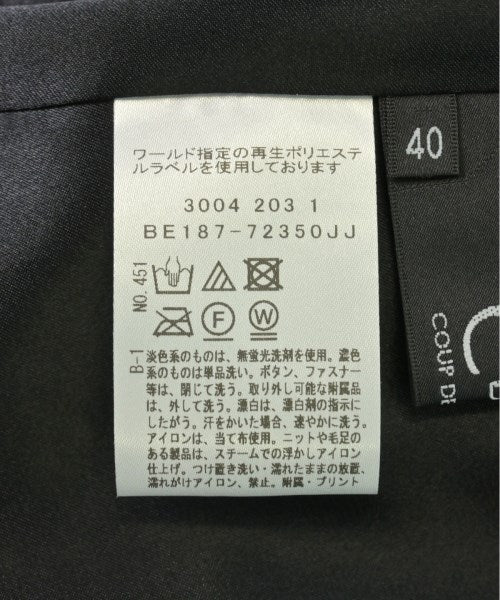 ワールド指定の再生ポリエステ
ルラベルを使用しております
3004 203 1
BE187-72350JJ
NO.451
F
W
B-1
淡色系のものは、無蛍光洗剤を使用。濃色
系のものは単品洗い。ボタン、ファスナー
等は、閉じて洗う。取り外し可能な附属品
は、外して洗う。漂白は、漂白剤の指示に
したがう。汗をかいた場合、速やかに洗う。
アイロンは、当て布使用。ニットや毛足の
ある製品は、スチームでの浮かしアイロン
仕上げ。つけ置き洗い・濡れたままの放置、
濡れがけアイロン、禁止。附属・プリント
40
COUP DE